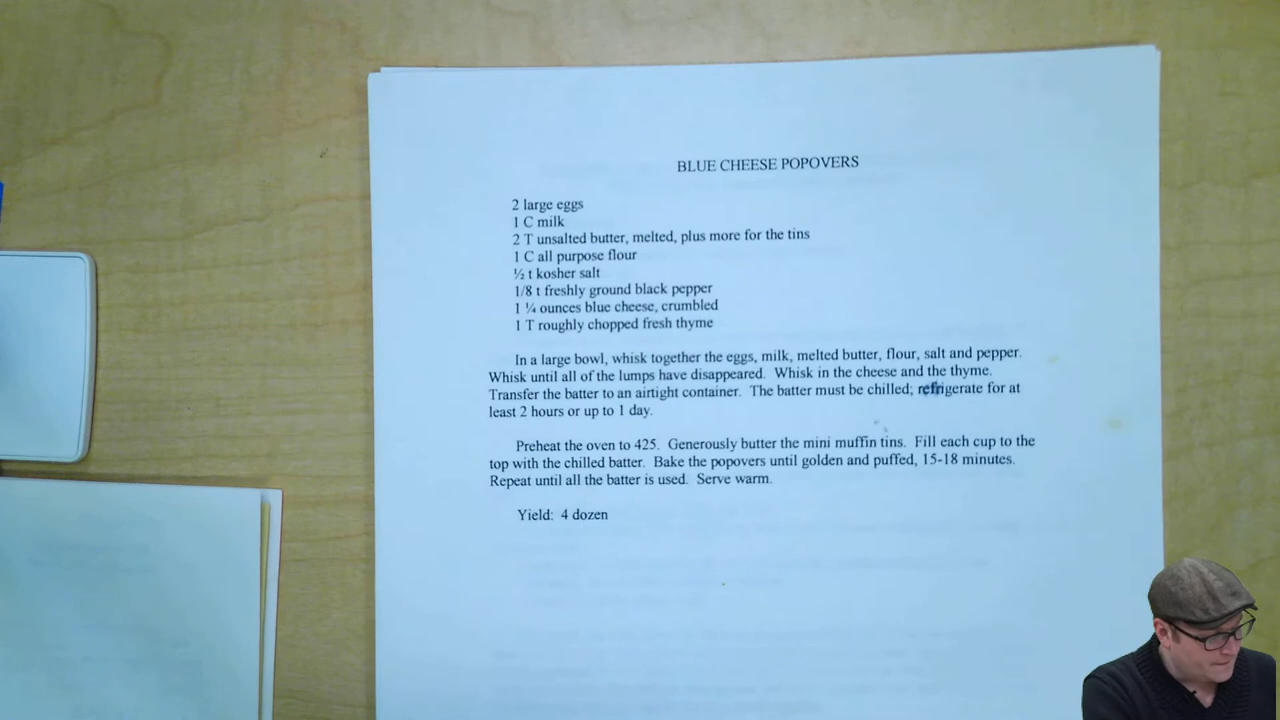 BLUE CHEESE POPOVERS
2 large eggs
1 C milk
2 T unsalted butter, melted, plus more for the tins
1 C all purpose flour
½ t kosher salt
1/8 t freshly ground black pepper
1 ¼ ounces blue cheese, crumbled
1 T roughly chopped fresh thyme
In a large bowl, whisk together the eggs, milk, melted butter, flour, salt and pepper.
Whisk until all of the lumps have disappeared. Whisk in the cheese and the thyme.
Transfer the batter to an airtight container. The batter must be chilled; refrigerate for at
least 2 hours or up to 1 day.
Preheat the oven to 425. Generously butter the mini muffin tins. Fill each cup to the
top with the chilled batter. Bake the popovers until golden and puffed, 15-18 minutes.
Repeat until all the batter is used. Serve warm.
Yield: 4 dozen